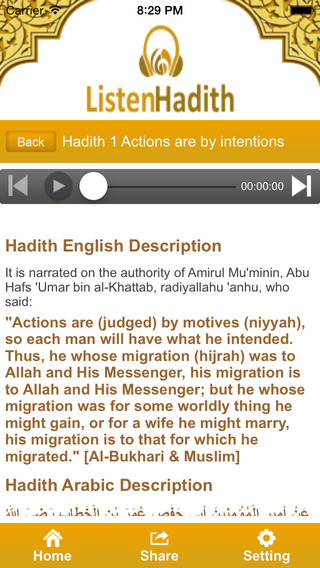 Carrier 8:29 PM
ListenHadith
Back Hadith 1 Actions are by intentions
00:00:00
Hadith English Description
It is narrated on the authority of Amirul Mu'minin, Abu
Hafs 'Umar bin al-Khattab, radiyallahu 'anhu, who
said:
"Actions are (judged) by motives (niyyah),
so each man will have what he intended.
Thus, he whose migration (hijrah) was to
Allah and His Messenger, his migration is
to Allah and His Messenger; but he whose
migration was for some worldly thing he
might gain, or for a wife he might marry,
his migration is to that for which he
migrated." [Al-Bukhari & Muslim]
Hadith Arabic Description
عَنْ أَمِيرِ الْمُؤْمِنِينَ أَبِي حَفْصٍ عُمَرَ بْنِ الْخَطَّابِ رَضِيَ اللهُ
Home Share Setting